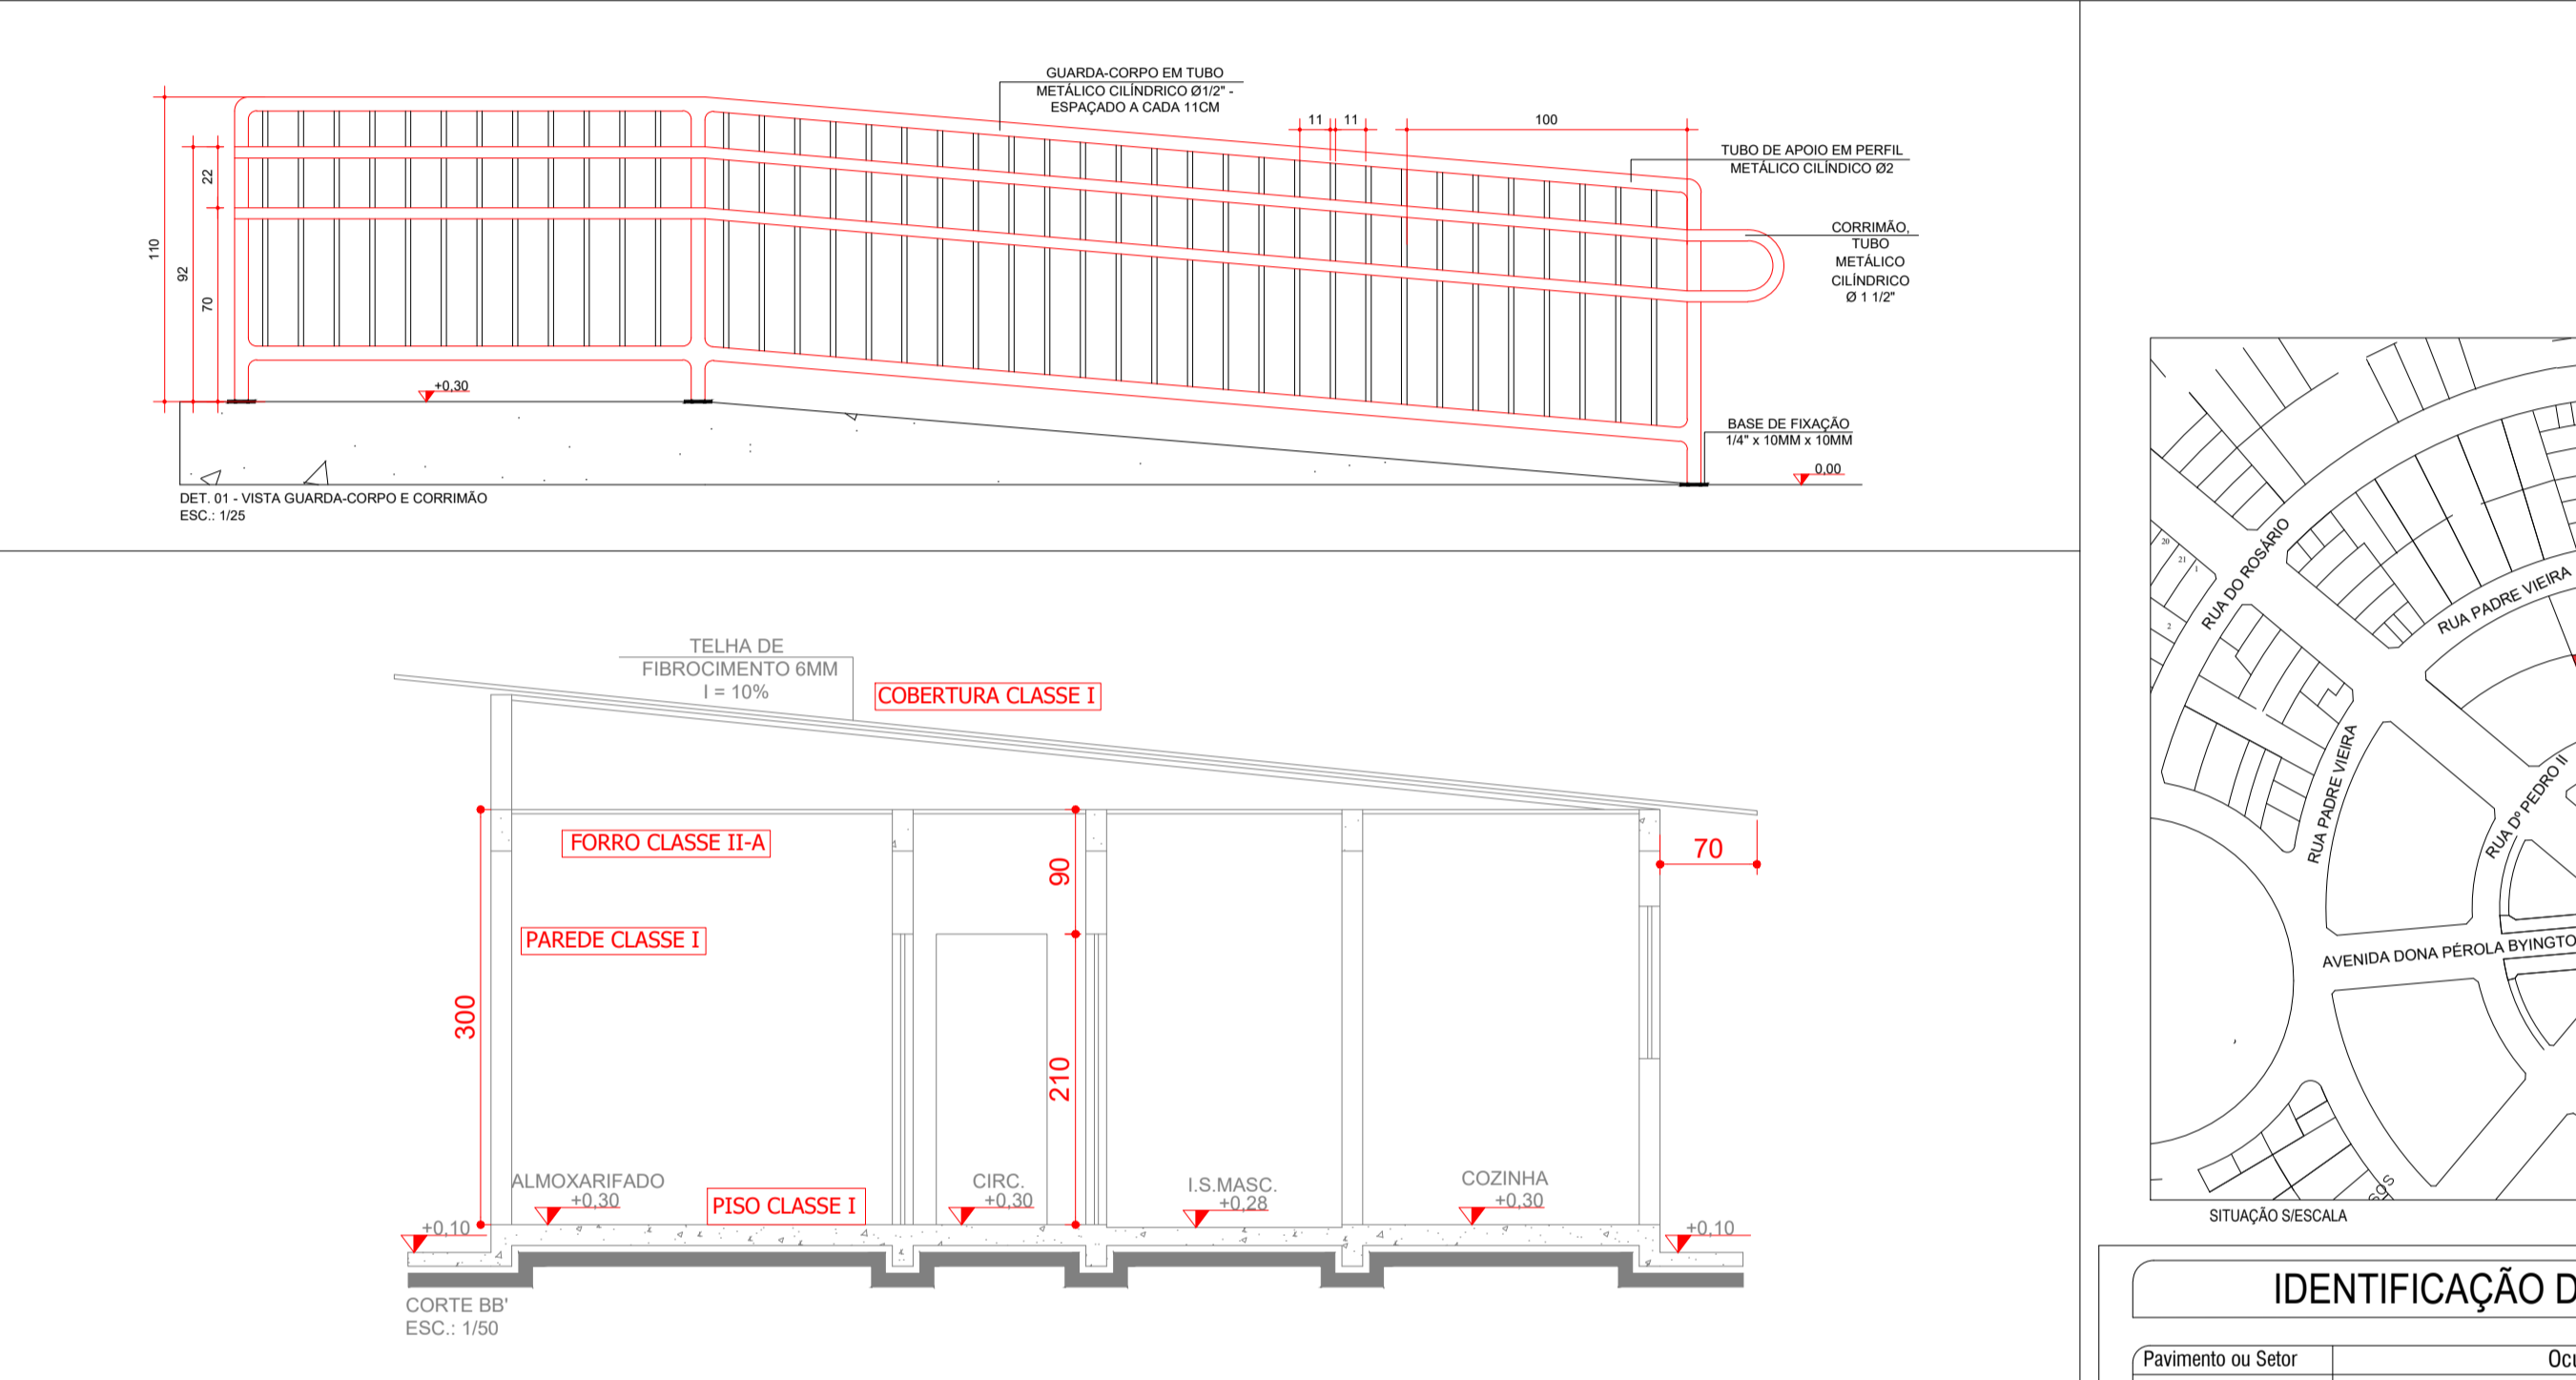 GUARDA-CORPO EM TUBO
METÁLICO CILÍNDRICO Ø1/2" -
ESPAÇADO A CADA 11CM
11
11
100
TUBO DE APOIO EM PERFIL
METÁLICO CILÍNDICO Ø2
CORRIMÃO,
TUBO
METÁLICO
CILÍNDRICO
Ø 1 1/2"
110
92
22
70
+0,30
BASE DE FIXAÇÃO
1/4" x 10MM x 10MM
0,00
DET. 01 - VISTA GUARDA-CORPO E CORRIMÃO
ESC.: 1/25
TELHA DE
FIBROCIMENTO 6MM
I = 10%
COBERTURA CLASSE I
FORRO CLASSE II-A
PAREDE CLASSE I
300
90
210
70
ALMOXARIFADO
+0,30
PISO CLASSE I
CIRC.
+0,30
I.S.MASC.
+0,28
COZINHA
+0,30
+0,10
+0,10
CORTE BB'
ESC.: 1/50
RUA DO ROSÁRIO
RUA PADRE VIEIRA
20
21
1
2
RUA PADRE VIEIRA
RUA Dº PEDRO II
AVENIDA DONA PÉROLA BYINGTO
SOS
SITUAÇÃO S/ESCALA
IDENTIFICAÇÃO D
Pavimento ou Setor
Ocu